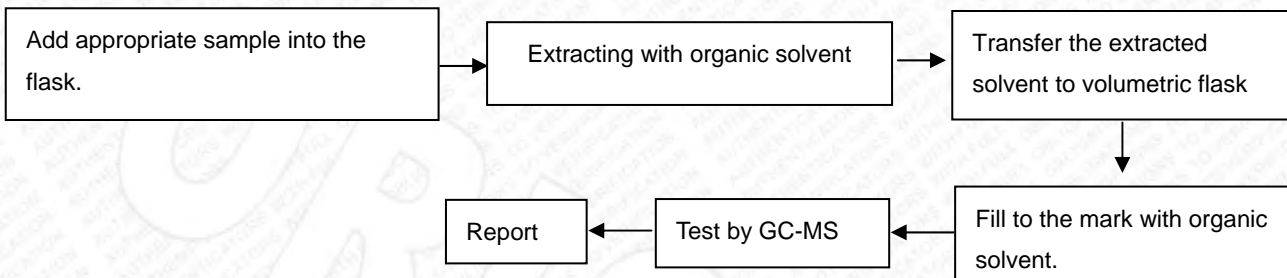 Add appropriate sample into the
flask.
Extracting with organic solvent
Transfer the extracted
solvent to volumetric flask
Fill to the mark with organic
solvent.
Test by GC-MS
Report